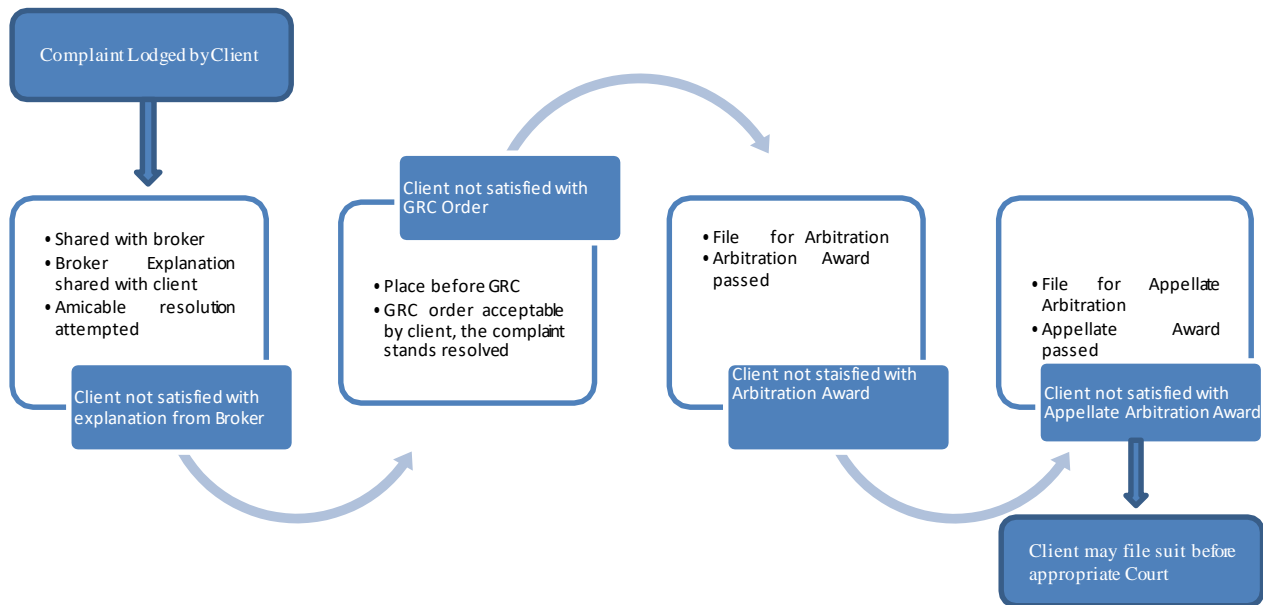 Complaint Lodged by Client
• Shared with broker
• Broker Explanation
shared with client
• Amicable resolution
attempted
Client not satisfied with
explanation from Broker
Client not satisfied with
GRC Order
• Place before GRC
• GRC order acceptable
by client, the complaint
stands resolved
• File for Arbitration
• Arbitration Award
passed
Client not staisfied with
Arbitration Award
• File for Appellate
Arbitration
• Appellate Award
passed
Client not satisfied with
Appellate Arbitration Award
Client may file suit before
appropriate Court